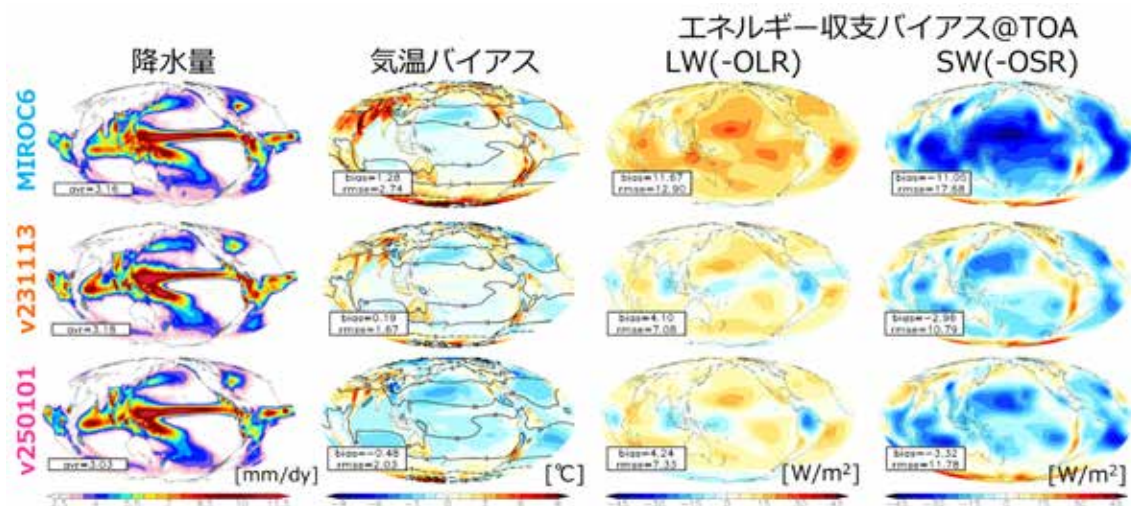 エネルギー収支バイアス@TOA
降水量 気温バイアス LW(-OLR) SW(-OSR)
MIROC6
avr=3.16
bias=1.28
rmse=2.74
bias=11.67
rmse=12.90
bias=-11.05
rmse=17.68
v231113
avr=3.18
bias=0.19
rmse=1.67
bias=4.10
rmse=7.08
bias=-2.96
rmse=10.79
v250101
avr=3.03
bias=-0.48
rmse=2.03
bias=4.24
rmse=7.33
bias=-3.32
rmse=11.78
[mm/dy] [℃] [W/m²] [W/m²]